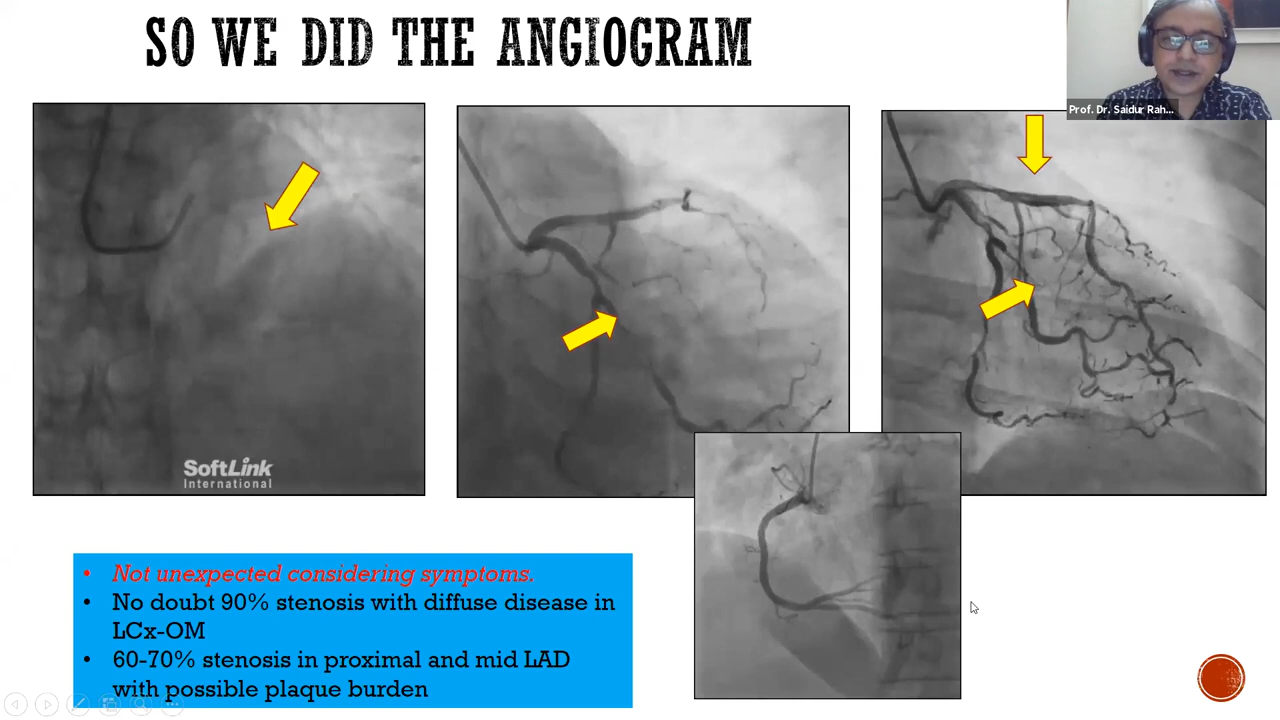 SO WE DID THE ANGIOGRAM
Prof. Dr. Saidur Rah...
SoftLink
International
• Not unexpected considering symptoms.
• No doubt 90% stenosis with diffuse disease in
LCx-OM
• 60-70% stenosis in proximal and mid LAD
with possible plaque burden